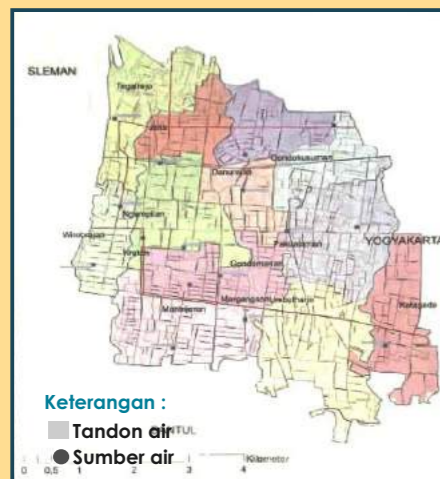 SLEMAN
Tegalrejo
Jetis
Gondokusuman
Danurejan
Ngampilan
Wirobrajan
YOGYAKARTA
Pakualaman
Kraton
Gondomanan
Mergangsan
Umbulharjo
Kotagede
Mantrijeron
Keterangan :
Tandon air
Sumber air
Kilometer
0 0,5 1 2 3 4